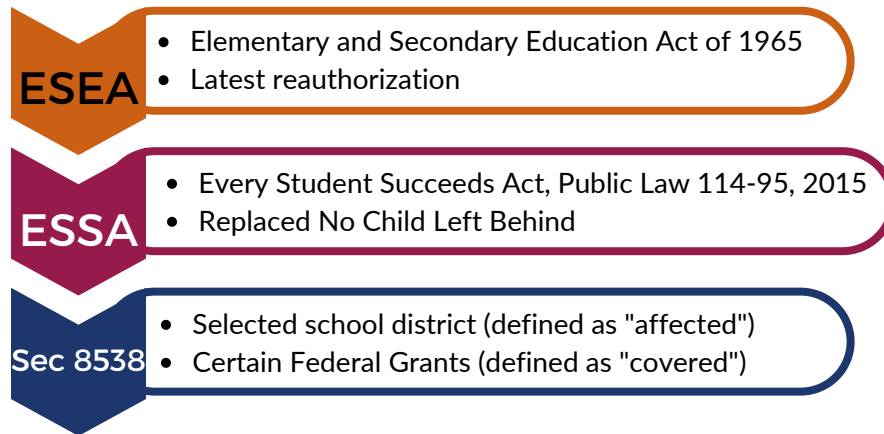 ESEA
• Elementary and Secondary Education Act of 1965
• Latest reauthorization
ESSA
• Every Student Succeeds Act, Public Law 114-95, 2015
• Replaced No Child Left Behind
Sec 8538
• Selected school district (defined as "affected")
• Certain Federal Grants (defined as "covered")